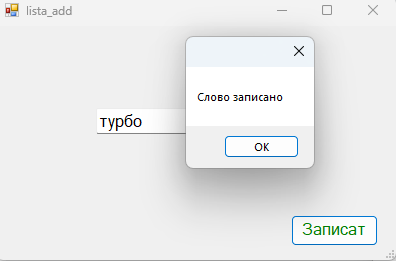 lista_add
Слово записано
турбо
OK
Записат